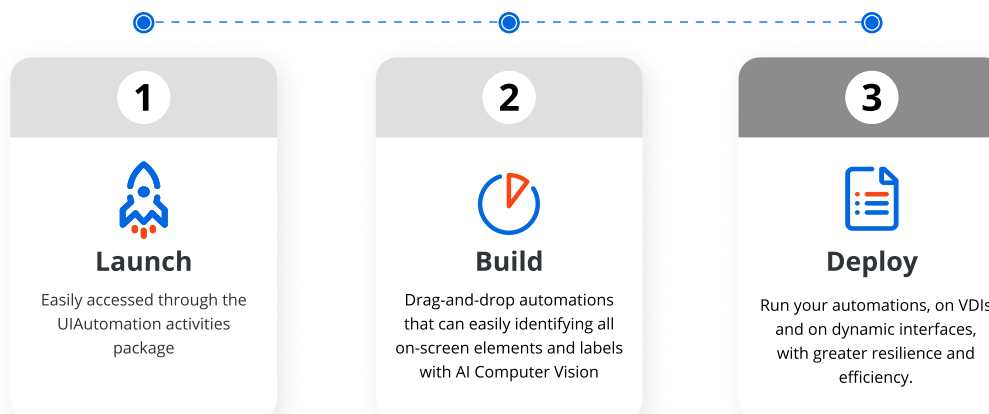 1
Launch
Easily accessed through the
UIAutomation activities
package
2
Build
Drag-and-drop automations
that can easily identifying all
on-screen elements and labels
with AI Computer Vision
3
Deploy
Run your automations, on VDIs
and on dynamic interfaces,
with greater resilience and
efficiency.